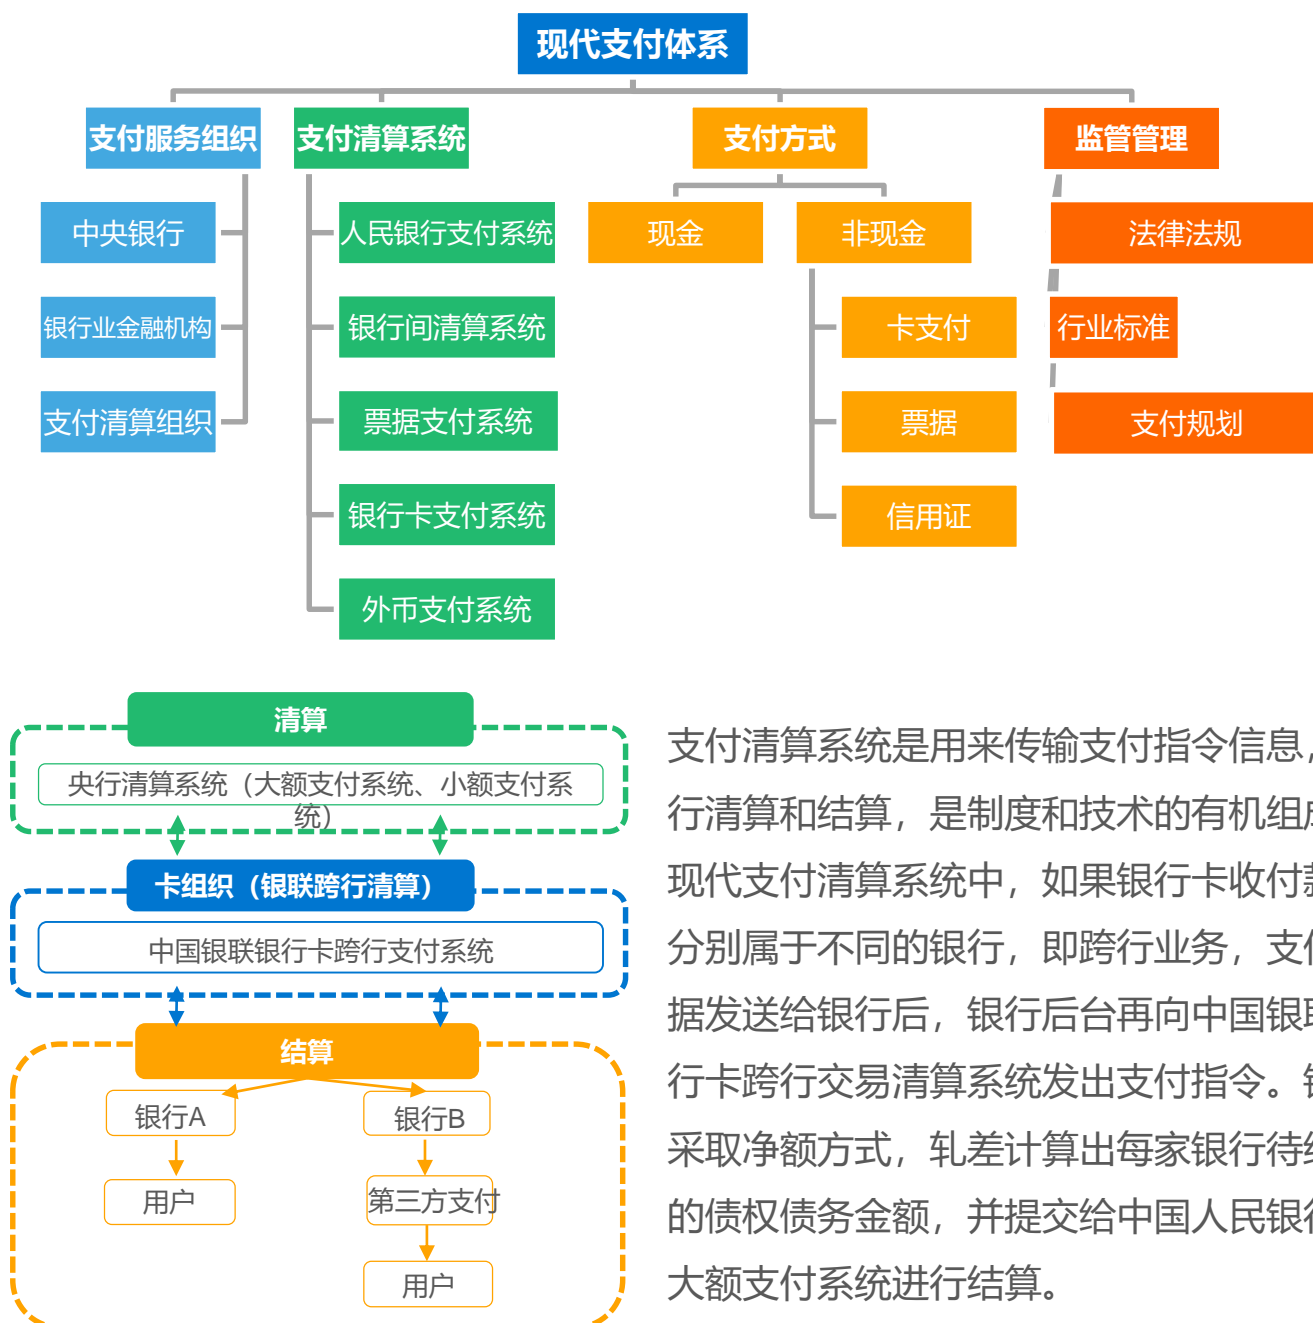 现代支付体系
支付服务组织
支付清算系统
支付方式
监管管理
中央银行
人民银行支付系统
现金
非现金
法律法规
银行业金融机构
银行间清算系统
卡支付
行业标准
支付清算组织
票据支付系统
票据
支付规划
银行卡支付系统
信用证
外币支付系统
清算
央行清算系统（大额支付系统、小额支付系
统）
卡组织（银联跨行清算）
中国银联银行卡跨行支付系统
结算
银行A
银行B
用户
第三方支付
用户
支付清算系统是用来传输支付指令信息，
行清算和结算，是制度和技术的有机组
现代支付清算系统中，如果银行卡收付
分别属于不同的银行，即跨行业务，支
据发送给银行后，银行后台再向中国银
行卡跨行交易清算系统发出支付指令。
采取净额方式，轧差计算出每家银行待
的债权债务金额，并提交给中国人民银
大额支付系统进行结算。